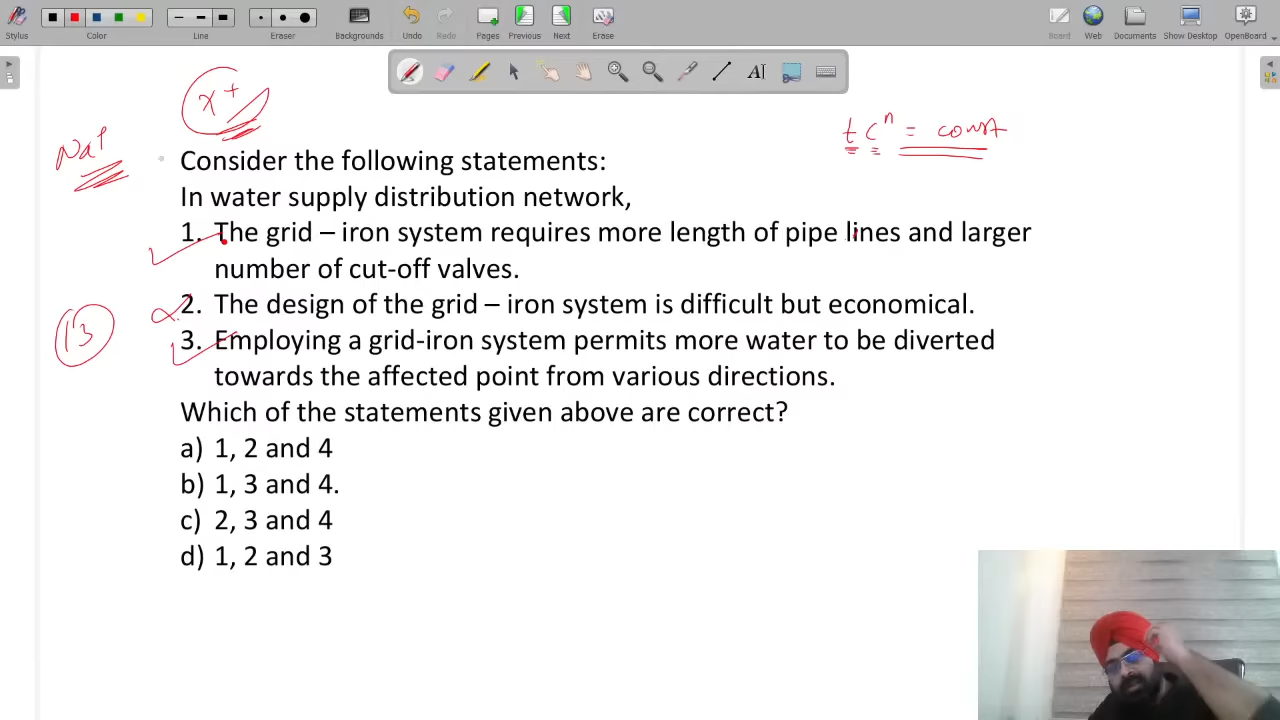 Stylus
Color
Line
Eraser
Backgrounds
Undo
Redo
Pages
Previous
Next
Erase
Board
Web
Documents
Show Desktop
OpenBoard
x+
Na+
t c^n = const
Consider the following statements:
In water supply distribution network,
1. The grid – iron system requires more length of pipe lines and larger
number of cut-off valves.
2. The design of the grid – iron system is difficult but economical.
13
3. Employing a grid-iron system permits more water to be diverted
towards the affected point from various directions.
Which of the statements given above are correct?
a) 1, 2 and 4
b) 1, 3 and 4.
c) 2, 3 and 4
d) 1, 2 and 3